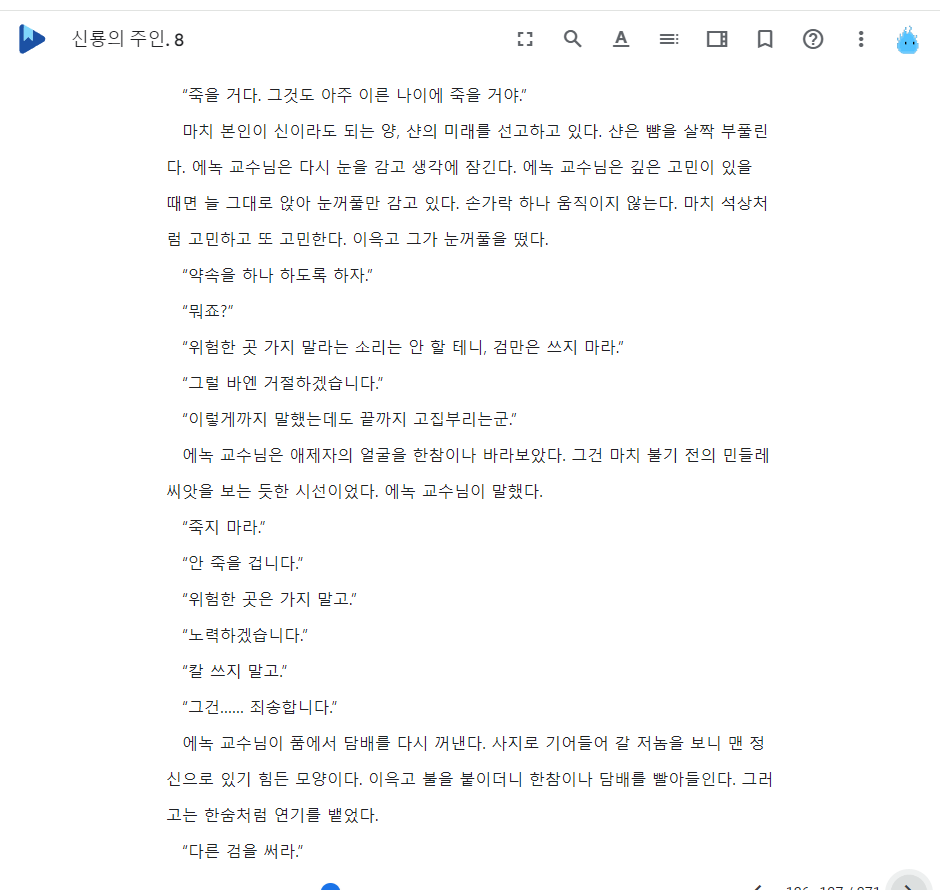 신룡의 주인. 8
“죽을 거다. 그것도 아주 이른 나이에 죽을 거야.”
마치 본인이 신이라도 되는 양, 샨의 미래를 선고하고 있다. 샨은 뺨을 살짝 부풀린
다. 에녹 교수님은 다시 눈을 감고 생각에 잠긴다. 에녹 교수님은 깊은 고민이 있을
때면 늘 그대로 앉아 눈꺼풀만 감고 있다. 손가락 하나 움직이지 않는다. 마치 석상처
럼 고민하고 또 고민한다. 이윽고 그가 눈꺼풀을 떴다.
“약속을 하나 하도록 하자.”
“뭐죠?”
“위험한 곳 가지 말라는 소리는 안 할 테니, 검만은 쓰지 마라.”
“그럴 바엔 거절하겠습니다.”
“이렇게까지 말했는데도 끝까지 고집부리는군.”
에녹 교수님은 애제자의 얼굴을 한참이나 바라보았다. 그건 마치 불기 전의 민들레
씨앗을 보는 듯한 시선이었다. 에녹 교수님이 말했다.
“죽지 마라.”
“안 죽을 겁니다.”
“위험한 곳은 가지 말고.”
“노력하겠습니다.”
“칼 쓰지 말고.”
“그건…… 죄송합니다.”
에녹 교수님이 품에서 담배를 다시 꺼낸다. 사지로 기어들어 갈 저놈을 보니 맨 정
신으로 있기 힘든 모양이다. 이윽고 불을 붙이더니 한참이나 담배를 빨아들인다. 그러
고는 한숨처럼 연기를 뱉었다.
“다른 검을 써라.”